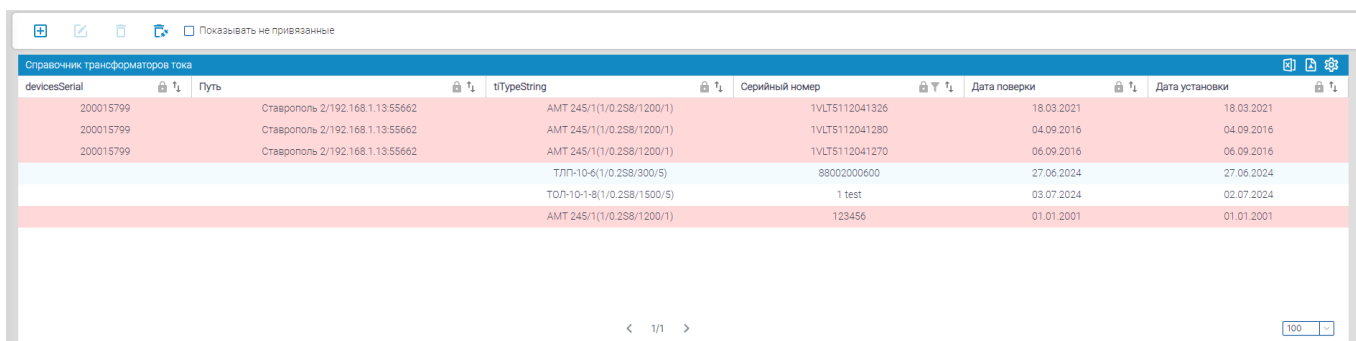 Показывать не привязанные
Справочник трансформаторов тока
devicesSerial Путь tiTypeString Серийный номер Дата поверки Дата установки
200015799 Ставрополь 2/192.168.1.13:55662 АМТ 245/1(1/0.2S8/1200/1) 1VLT5112041326 18.03.2021 18.03.2021
200015799 Ставрополь 2/192.168.1.13:55662 АМТ 245/1(1/0.2S8/1200/1) 1VLT5112041280 04.09.2016 04.09.2016
200015799 Ставрополь 2/192.168.1.13:55662 АМТ 245/1(1/0.2S8/1200/1) 1VLT5112041270 06.09.2016 06.09.2016
ТЛП-10-6(1/0.2S8/300/5) 88002000600 27.06.2024 27.06.2024
ТОЛ-10-1-8(1/0.2S8/1500/5) 1 test 03.07.2024 02.07.2024
АМТ 245/1(1/0.2S8/1200/1) 123456 01.01.2001 01.01.2001
1/1 100